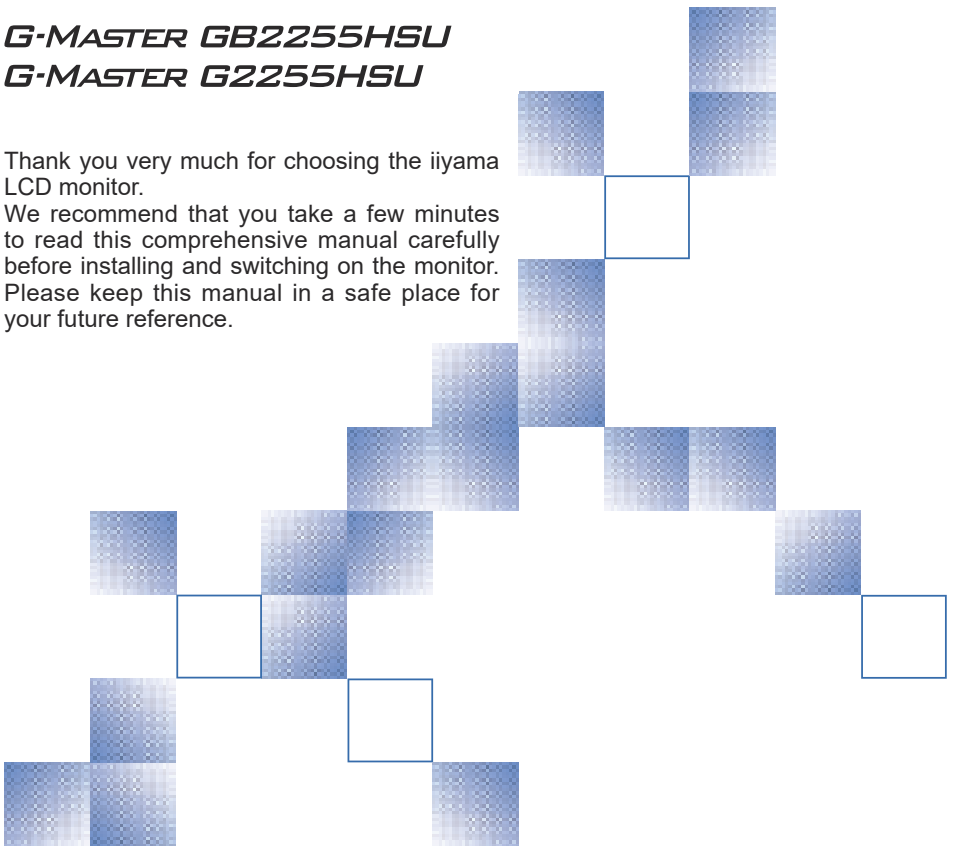 G-MASTER GB2255HSU
G-MASTER G2255HSU
Thank you very much for choosing the iiyama
LCD monitor.
We recommend that you take a few minutes
to read this comprehensive manual carefully
before installing and switching on the monitor.
Please keep this manual in a safe place for
your future reference.